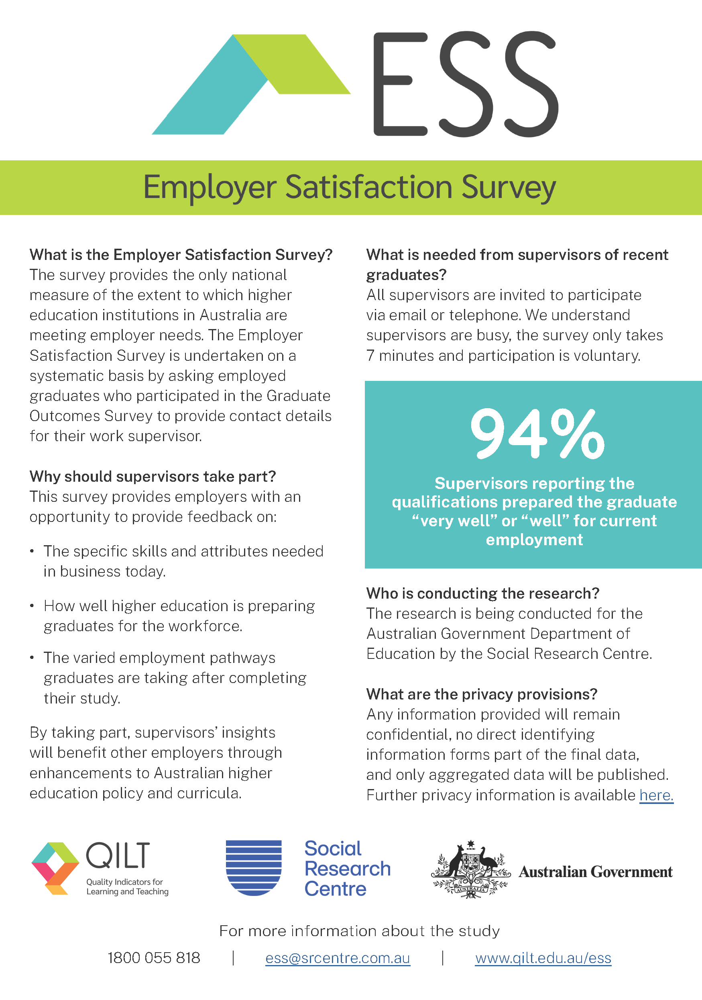 ESS
Employer Satisfaction Survey
What is the Employer Satisfaction Survey?
The survey provides the only national
measure of the extent to which higher
education institutions in Australia are
meeting employer needs. The Employer
Satisfaction Survey is undertaken on a
systematic basis by asking employed
graduates who participated in the Graduate
Outcomes Survey to provide contact details
for their work supervisor.
Why should supervisors take part?
This survey provides employers with an
opportunity to provide feedback on:
• The specific skills and attributes needed
in business today.
• How well higher education is preparing
graduates for the workforce.
• The varied employment pathways
graduates are taking after completing
their study.
By taking part, supervisors’ insights
will benefit other employers through
enhancements to Australian higher
education policy and curricula.
What is needed from supervisors of recent
graduates?
All supervisors are invited to participate
via email or telephone. We understand
supervisors are busy, the survey only takes
7 minutes and participation is voluntary.
94%
Supervisors reporting the
qualifications prepared the graduate
“very well” or “well” for current
employment
Who is conducting the research?
The research is being conducted for the
Australian Government Department of
Education by the Social Research Centre.
What are the privacy provisions?
Any information provided will remain
confidential, no direct identifying
information forms part of the final data,
and only aggregated data will be published.
Further privacy information is available here.
QILT
Quality Indicators for
Learning and Teaching
Social
Research
Centre
AUSTRALIA
Australian Government
For more information about the study
1800 055 818 | ess@srcentre.com.au | www.qilt.edu.au/ess